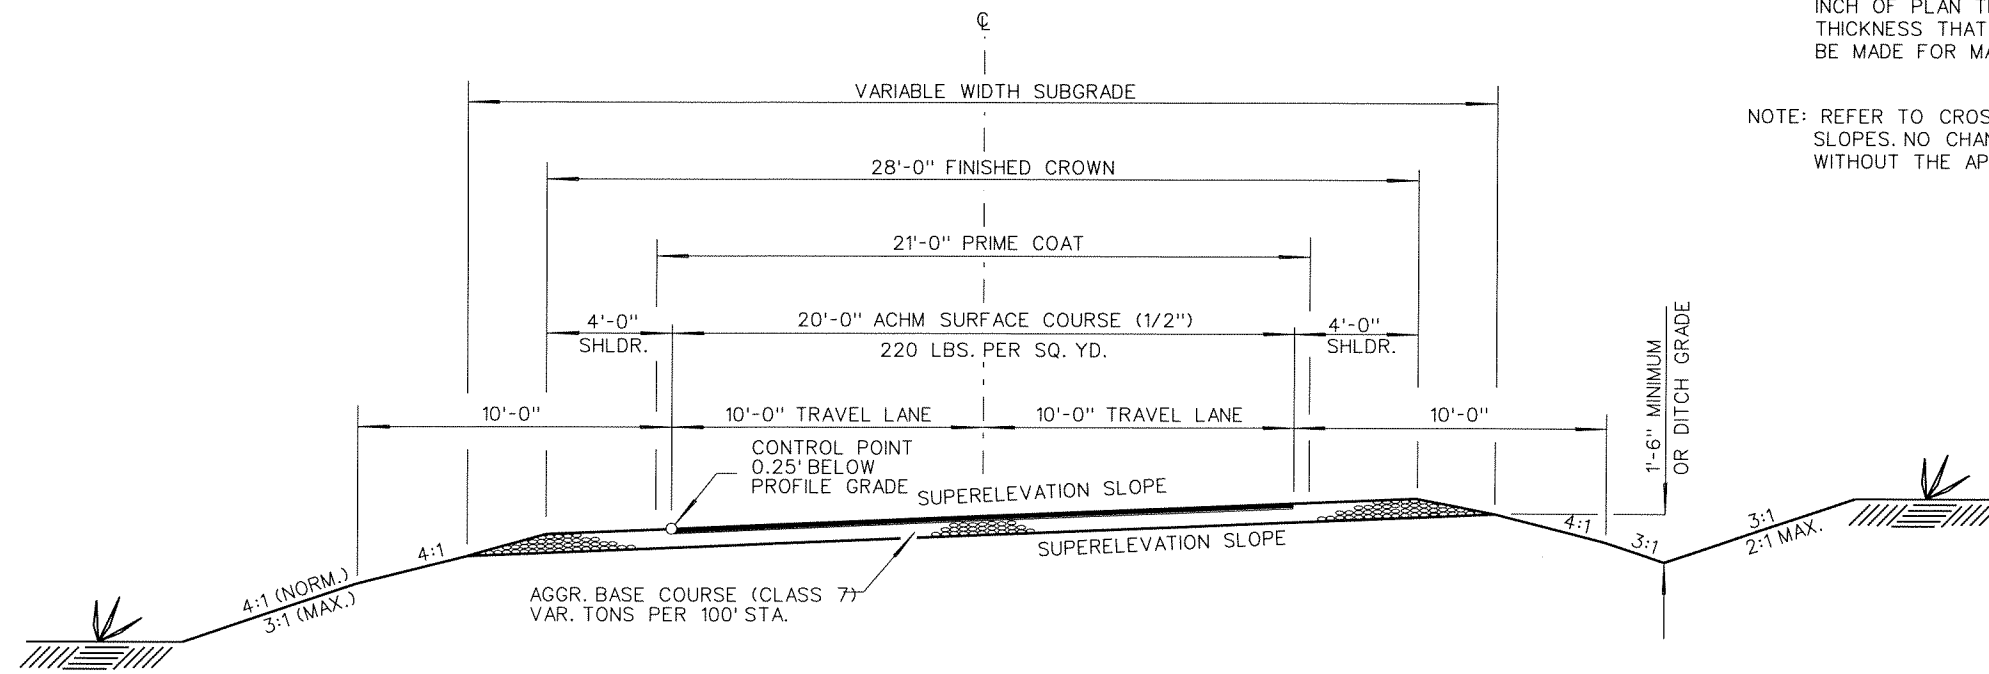 ℄
INCH OF PLAN
THICKNESS THAT
BE MADE FOR
VARIABLE WIDTH SUBGRADE
NOTE: REFER TO
SLOPES. NO
WITHOUT THE
28'-0" FINISHED CROWN
21'-0" PRIME COAT
4'-0"
SHLDR.
20'-0" ACHM SURFACE COURSE (1/2")
220 LBS. PER SQ. YD.
4'-0"
SHLDR.
1'-6" MINIMUM
OR DITCH GRADE
10'-0"
10'-0" TRAVEL LANE
10'-0" TRAVEL LANE
10'-0"
CONTROL POINT
0.25' BELOW
PROFILE GRADE
SUPERELEVATION SLOPE
4:1
4:1
3:1
3:1
2:1 MAX.
SUPERELEVATION SLOPE
4:1 (NORM.)
3:1 (MAX.)
AGGR. BASE COURSE (CLASS 7)
VAR. TONS PER 100' STA.